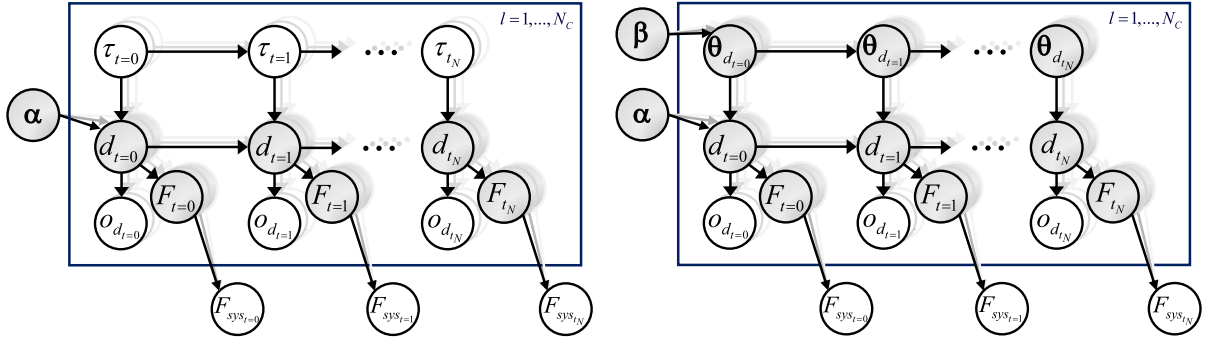 l = 1,..., N_C
τ_{t=0} τ_{t=1} .... τ_{t_N}
α
d_{t=0} d_{t=1} .... d_{t_N}
F_{t=0} F_{t=1} F_{t_N}
o_{d_{t=0}} o_{d_{t=1}} o_{d_{t_N}}
F_{sys_{t=0}} F_{sys_{t=1}} F_{sys_{t_N}}
l = 1,..., N_C
β
θ_{d_{t=0}} θ_{d_{t=1}} .... θ_{d_{t_N}}
α
d_{t=0} d_{t=1} .... d_{t_N}
F_{t=0} F_{t=1} F_{t_N}
o_{d_{t=0}} o_{d_{t=1}} o_{d_{t_N}}
F_{sys_{t=0}} F_{sys_{t=1}} F_{sys_{t_N}}